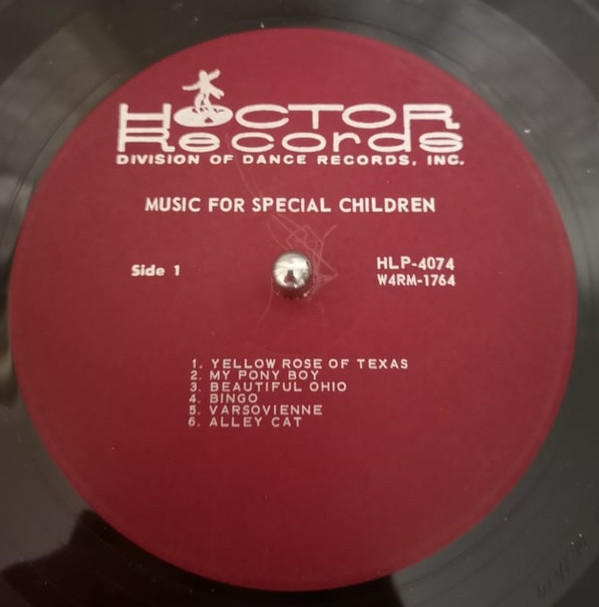 HOCTOR
Records
DIVISION OF DANCE RECORDS, INC.
MUSIC FOR SPECIAL CHILDREN
Side 1
HLP-4074
W4RM-1764
1. YELLOW ROSE OF TEXAS
2. MY PONY BOY
3. BEAUTIFUL OHIO
4. BINGO
5. VARSOVIENNE
6. ALLEY CAT